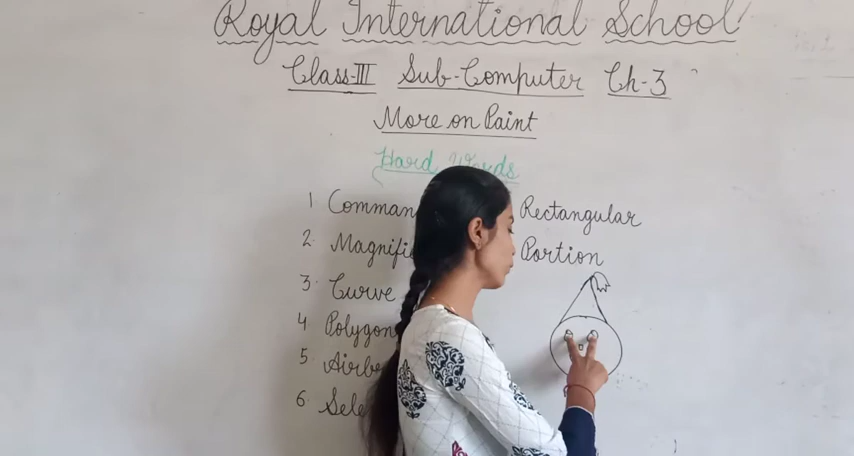 Royal International School
Class-III Sub-Computer Ch-3
More on Paint
Hard Words
1 Rectangular
2. Portion
3. Curve
4 Polygon
5
6.